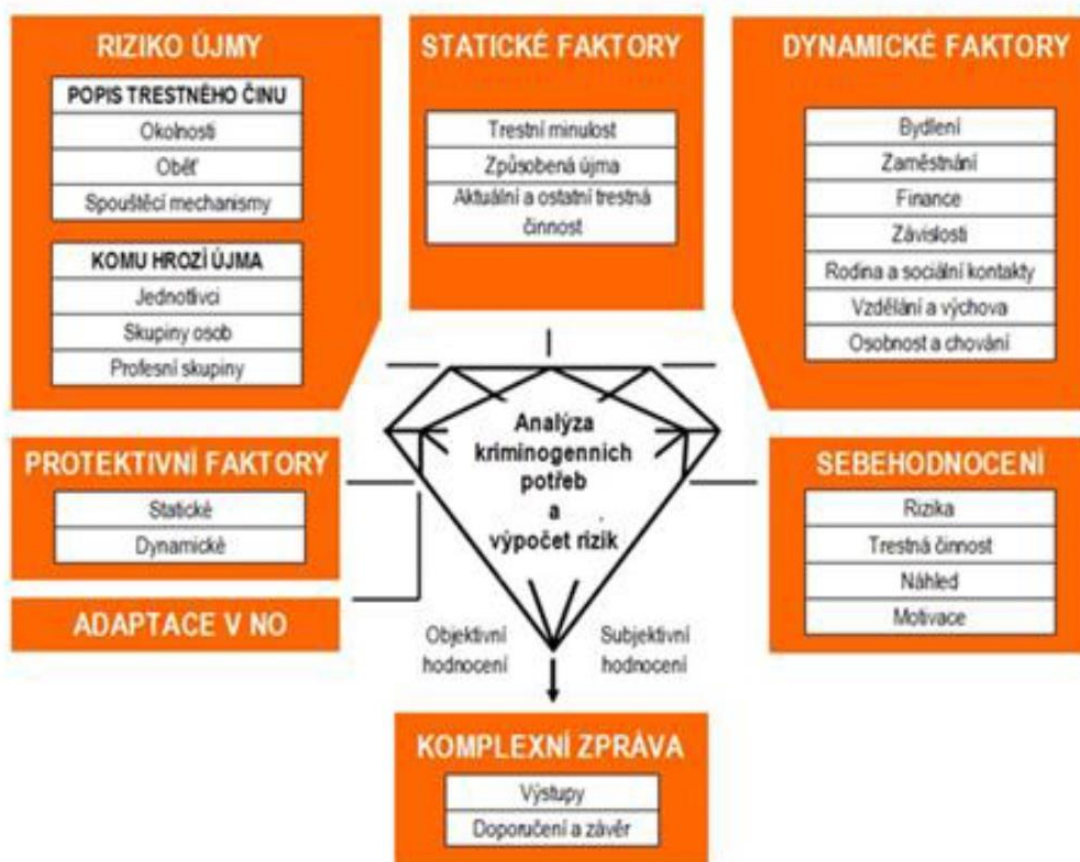 RIZIKO ÚJMY
POPIS TRESTNÉHO ČINU
Okolnosti
Oběť
Spouštěcí mechanismy
KOMU HROZÍ ÚJMA
Jednotlivci
Skupiny osob
Profesní skupiny
STATICKÉ FAKTORY
Trestní minulost
Způsobená újma
Aktuální a ostatní trestná
činnost
DYNAMICKÉ FAKTORY
Bydlení
Zaměstnání
Finance
Závislosti
Rodina a sociální kontakty
Vzdělání a výchova
Osobnost a chování
PROTEKTIVNÍ FAKTORY
Statické
Dynamické
ADAPTACE V NO
Analýza
kriminogenních
potřeb
a
výpočet rizik
SEBEHODNOCENÍ
Rizika
Trestná činnost
Náhled
Motivace
Objektivní
hodnocení
Subjektivní
hodnocení
KOMPLEXNÍ ZPRÁVA
Výstupy
Doporučení a závěr